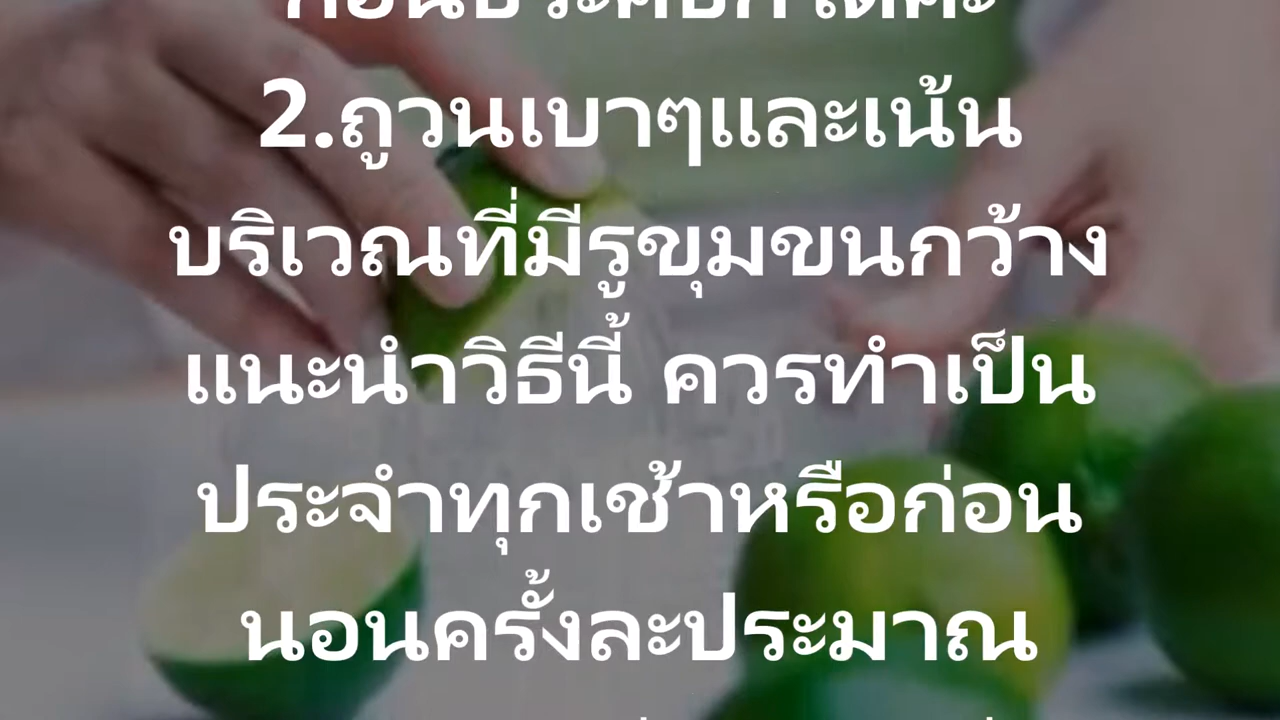 2.ถูวนเบาๆและเน้น
บริเวณที่มีรูขุมขนกว้าง
แนะนำวิธีนี้ ควรทำเป็น
ประจำทุกเช้าหรือก่อน
นอนครั้งละประมาณ